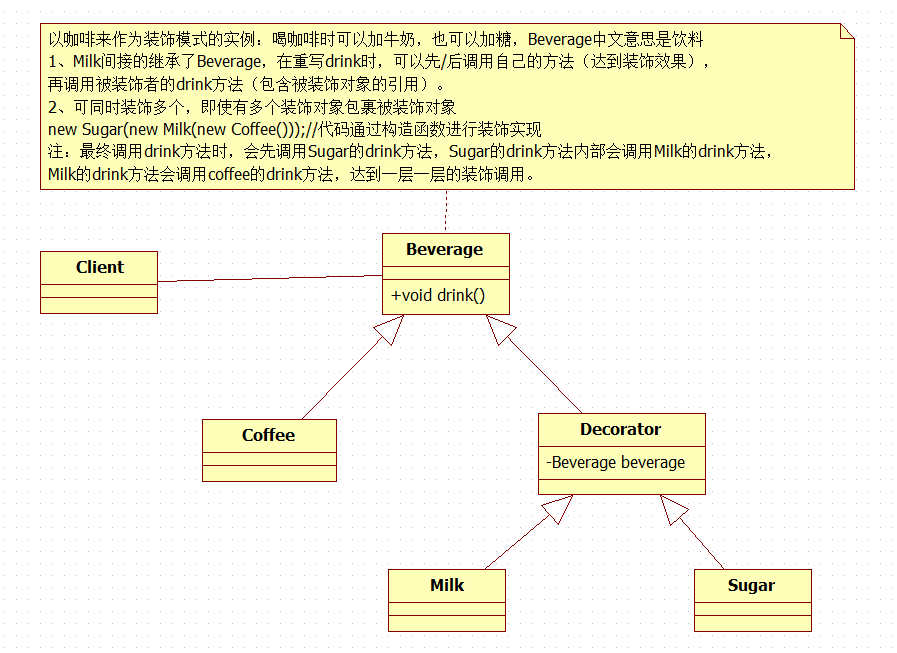 以咖啡来作为装饰模式的实例：喝咖啡时可以加牛奶，也可以加糖，Beverage中文意思是饮料
1、Milk间接的继承了Beverage，在重写drink时，可以先/后调用自己的方法（达到装饰效果），
再调用被装饰者的drink方法（包含被装饰对象的引用）。
2、可同时装饰多个，即使有多个装饰对象包裹被装饰对象
new Sugar(new Milk(new Coffee()));//代码通过构造函数进行装饰实现
注：最终调用drink方法时，会先调用Sugar的drink方法，Sugar的drink方法内部会调用Milk的drink方法，
Milk的drink方法会调用coffee的drink方法，达到一层一层的装饰调用。
Beverage
Client
+void drink()
Coffee
Decorator
-Beverage beverage
Milk
Sugar